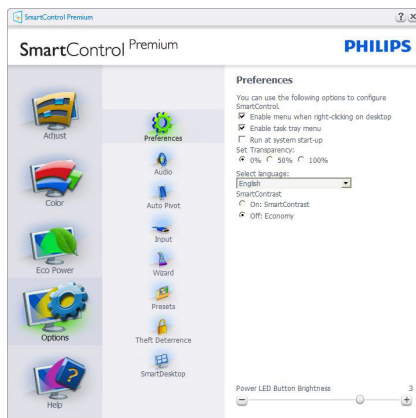 SmartControl Premium
SmartControl Premium
PHILIPS
Adjust
Color
Eco Power
Options
Help
Preferences
Audio
Auto Pivot
Input
Wizard
Presets
Theft Deterrence
SmartDesktop
Preferences
You can use the following options to configure
SmartControl.
Enable menu when right-clicking on desktop
Enable task tray menu
Run at system start-up
Set Transparency:
0% 50% 100%
Select language:
English
SmartContrast
On: SmartContrast
Off: Economy
Power LED Button Brightness 3